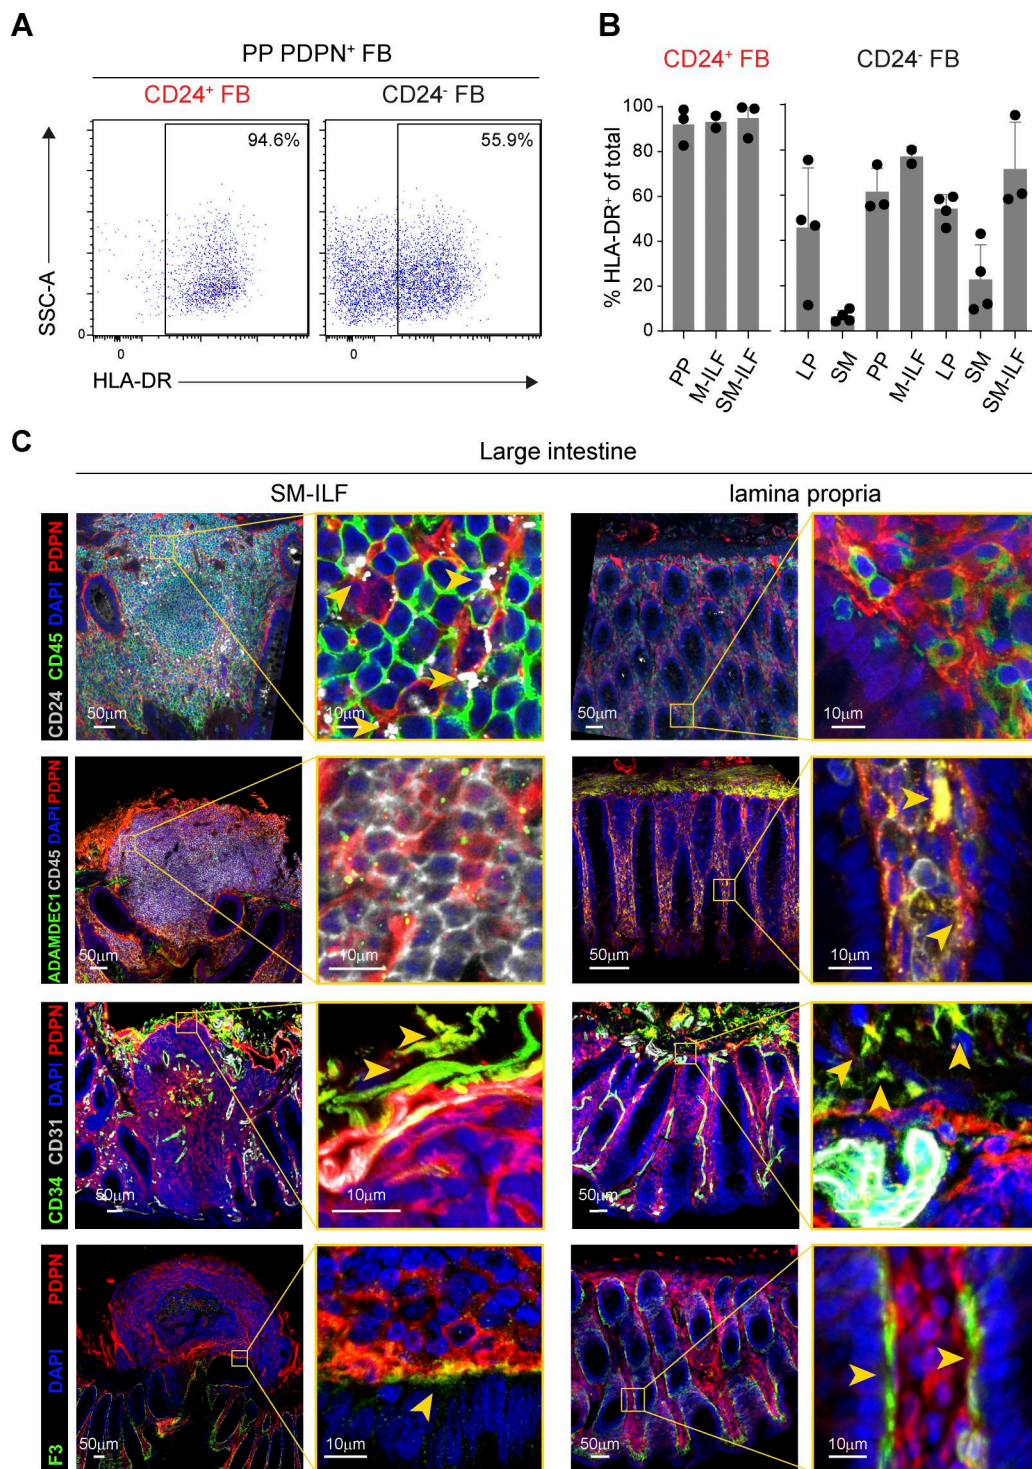 A
PP PDPN⁺ FB
CD24⁺ FB
CD24⁻ FB
94.6%
55.9%
SSC-A
0
0
0
HLA-DR
B
CD24⁺ FB
CD24⁻ FB
% HLA-DR⁺ of total
100
80
60
40
20
0
PP
M-ILF
SM-ILF
LP
SM
PP
M-ILF
LP
SM
SM-ILF
C
Large intestine
SM-ILF
lamina propria
CD24 CD45 DAPI PDPN
50µm
10µm
50µm
10µm
ADAMDEC1 CD45 DAPI PDPN
50µm
10µm
50µm
10µm
CD34 CD31 DAPI PDPN
50µm
10µm
50µm
10µm
F3 DAPI PDPN
50µm
10µm
50µm
10µm